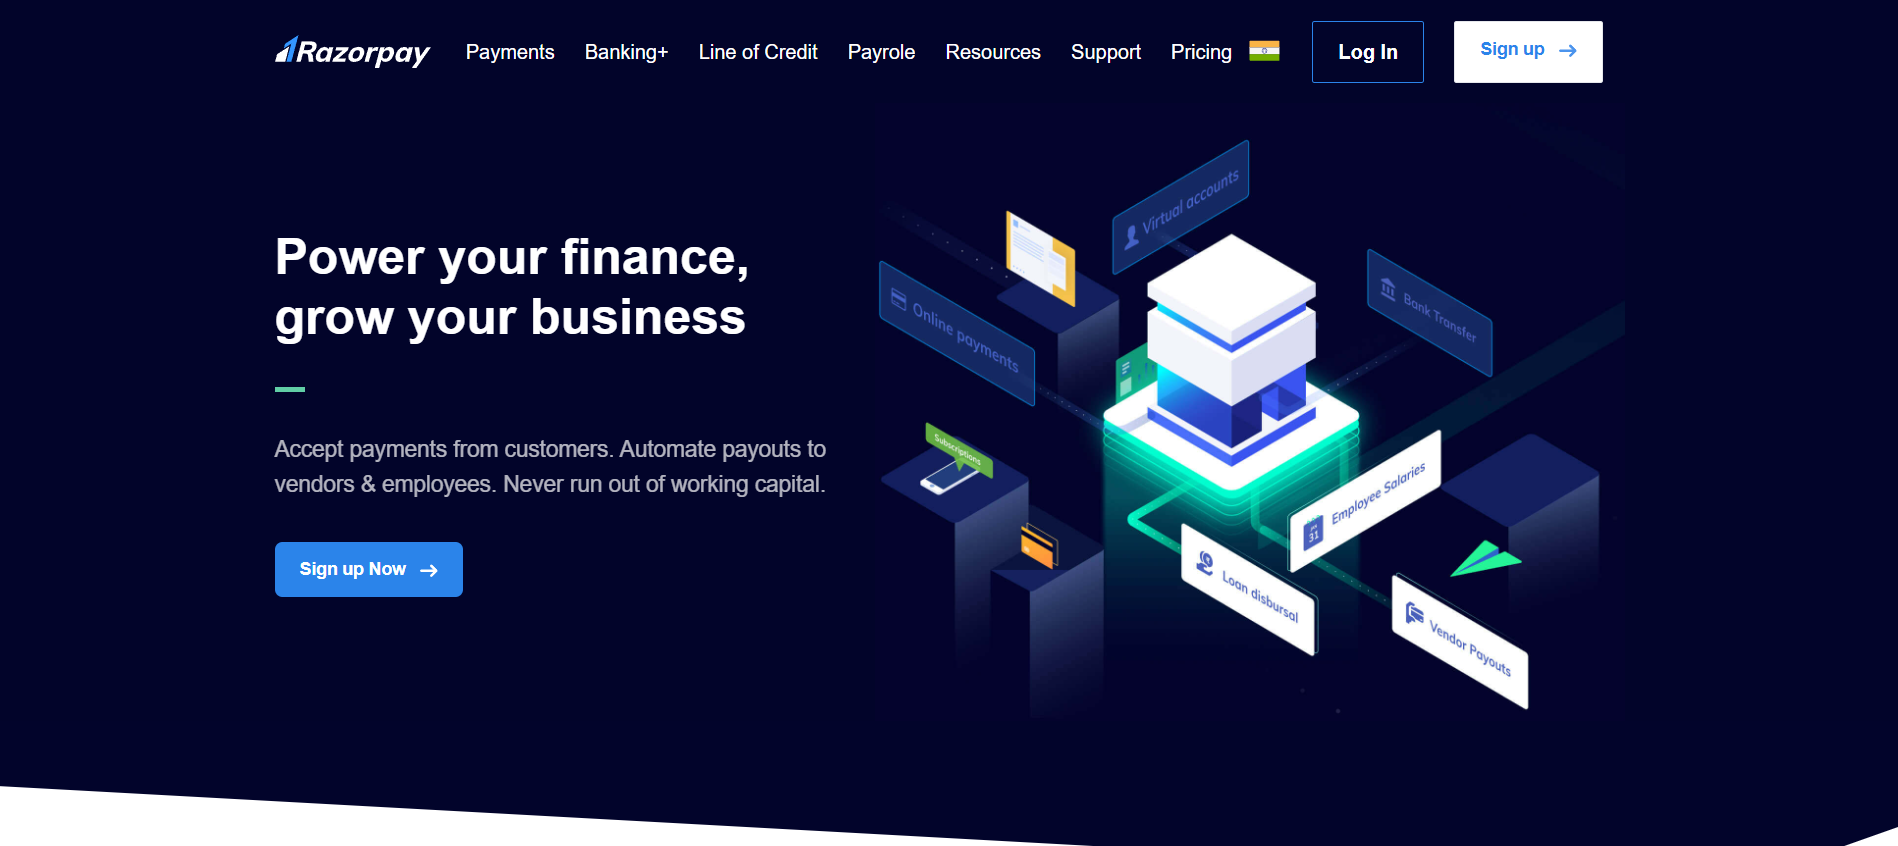 Razorpay
Payments
Banking+
Line of Credit
Payrole
Resources
Support
Pricing
Log In
Sign up
Power your finance,
grow your business
Accept payments from customers. Automate payouts to
vendors & employees. Never run out of working capital.
Sign up Now
Virtual accounts
Online payments
Bank Transfer
Subscriptions
Employee Salaries
31
Loan disbursal
Vendor Payouts